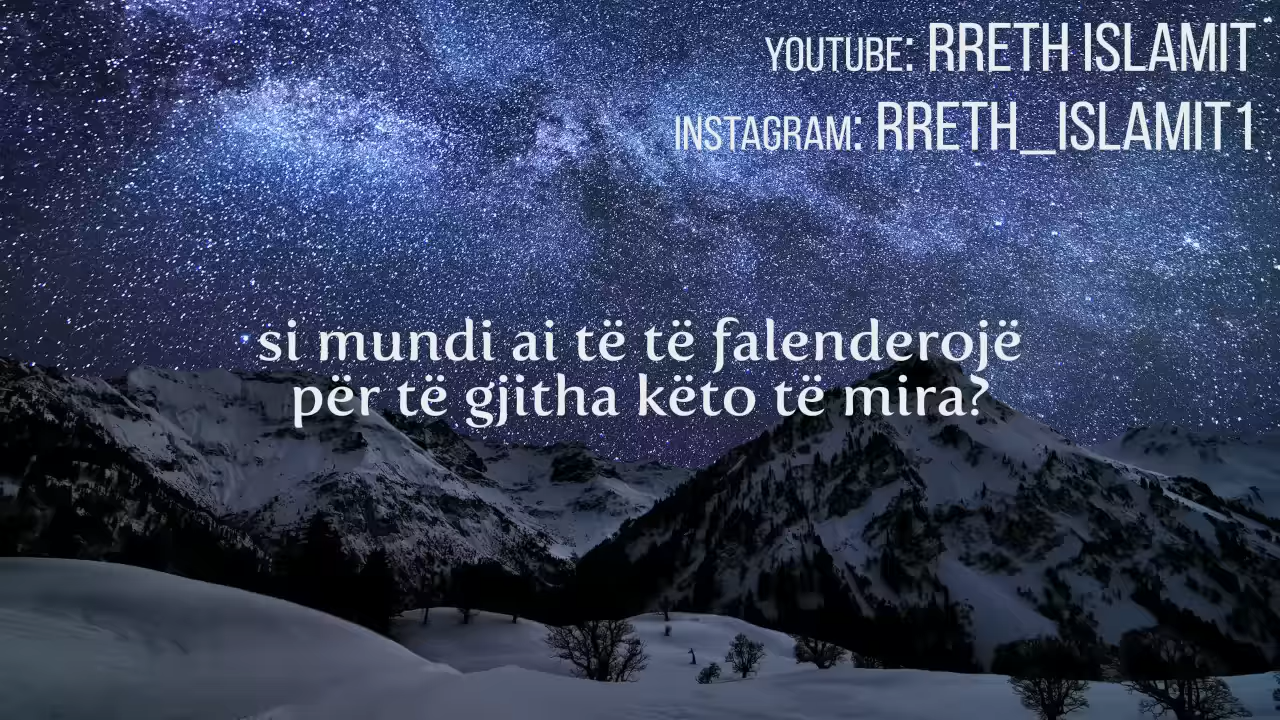 YOUTUBE: RRETH ISLAMIT
INSTAGRAM: RRETH_ISLAMIT1
si mundi ai të të falenderojë
për të gjitha këto të mira?